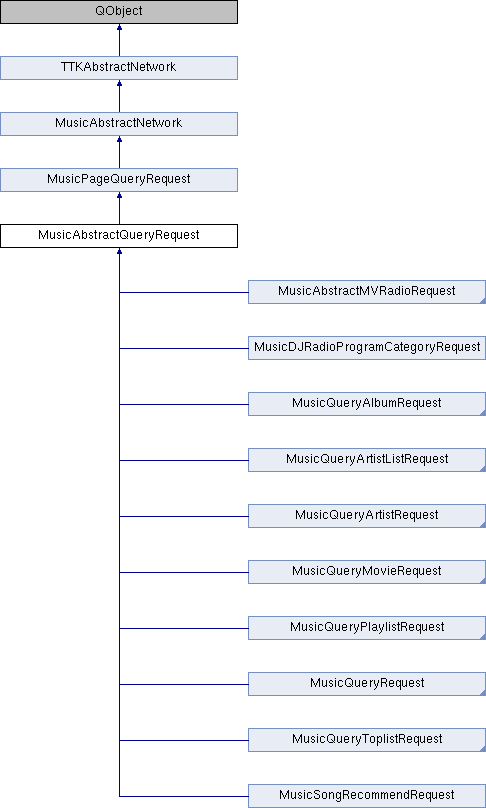 QObject
TTKAbstractNetwork
MusicAbstractNetwork
MusicPageQueryRequest
MusicAbstractQueryRequest
MusicAbstractMVRadioRequest
MusicDJRadioProgramCategoryRequest
MusicQueryAlbumRequest
MusicQueryArtistListRequest
MusicQueryArtistRequest
MusicQueryMovieRequest
MusicQueryPlaylistRequest
MusicQueryRequest
MusicQueryToplistRequest
MusicSongRecommendRequest